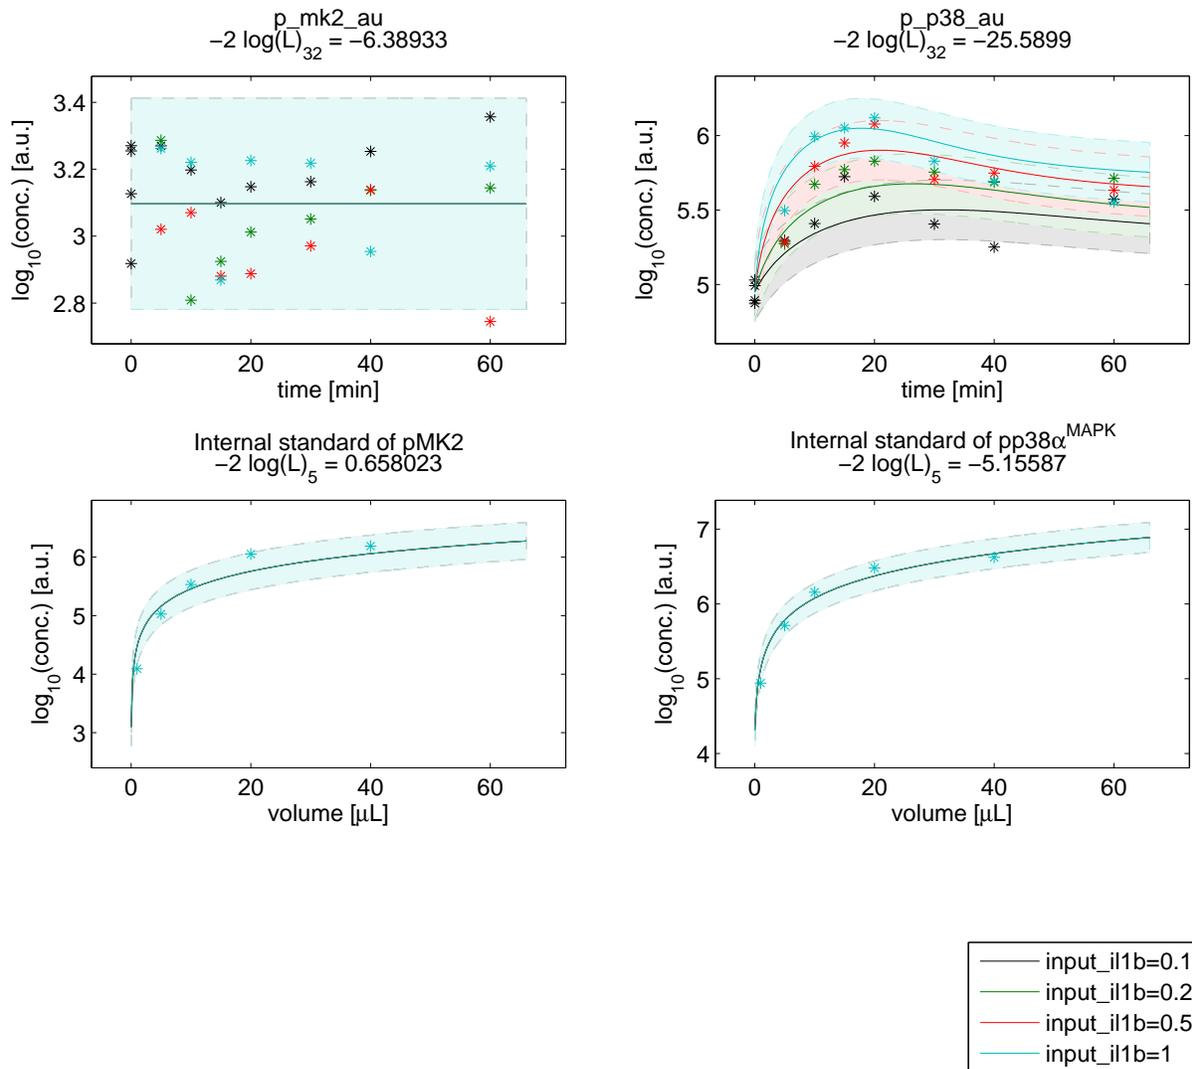 p_mk2_au
−2 log(L)32 = −6.38933
3.4
3.2
3
2.8
log10(conc.) [a.u.]
0
20
40
60
time [min]
p_p38_au
−2 log(L)32 = −25.5899
6
5.5
5
log10(conc.) [a.u.]
0
20
40
60
time [min]
Internal standard of pMK2
−2 log(L)5 = 0.658023
6
5
4
3
log10(conc.) [a.u.]
0
20
40
60
volume [µL]
Internal standard of pp38αMAPK
−2 log(L)5 = −5.15587
7
6
5
4
log10(conc.) [a.u.]
0
20
40
60
volume [µL]
input_il1b=0.1
input_il1b=0.2
input_il1b=0.5
input_il1b=1